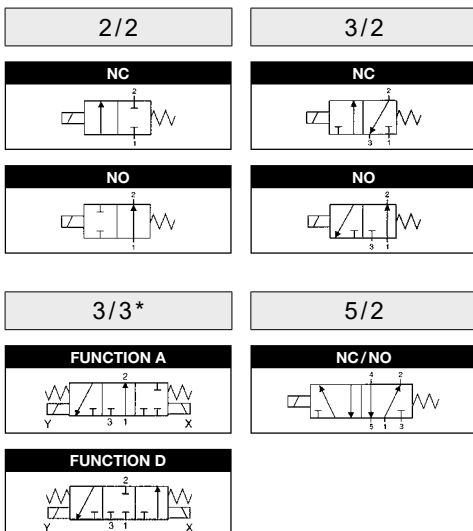 2/2
3/2
NC
2
1
NC
2
3 1
NO
2
1
NO
2
3 1
3/3*
5/2
FUNCTION A
2
Y 3 1 X
NC/NO
4 2
5 1 3
FUNCTION D
2
Y 3 1 X